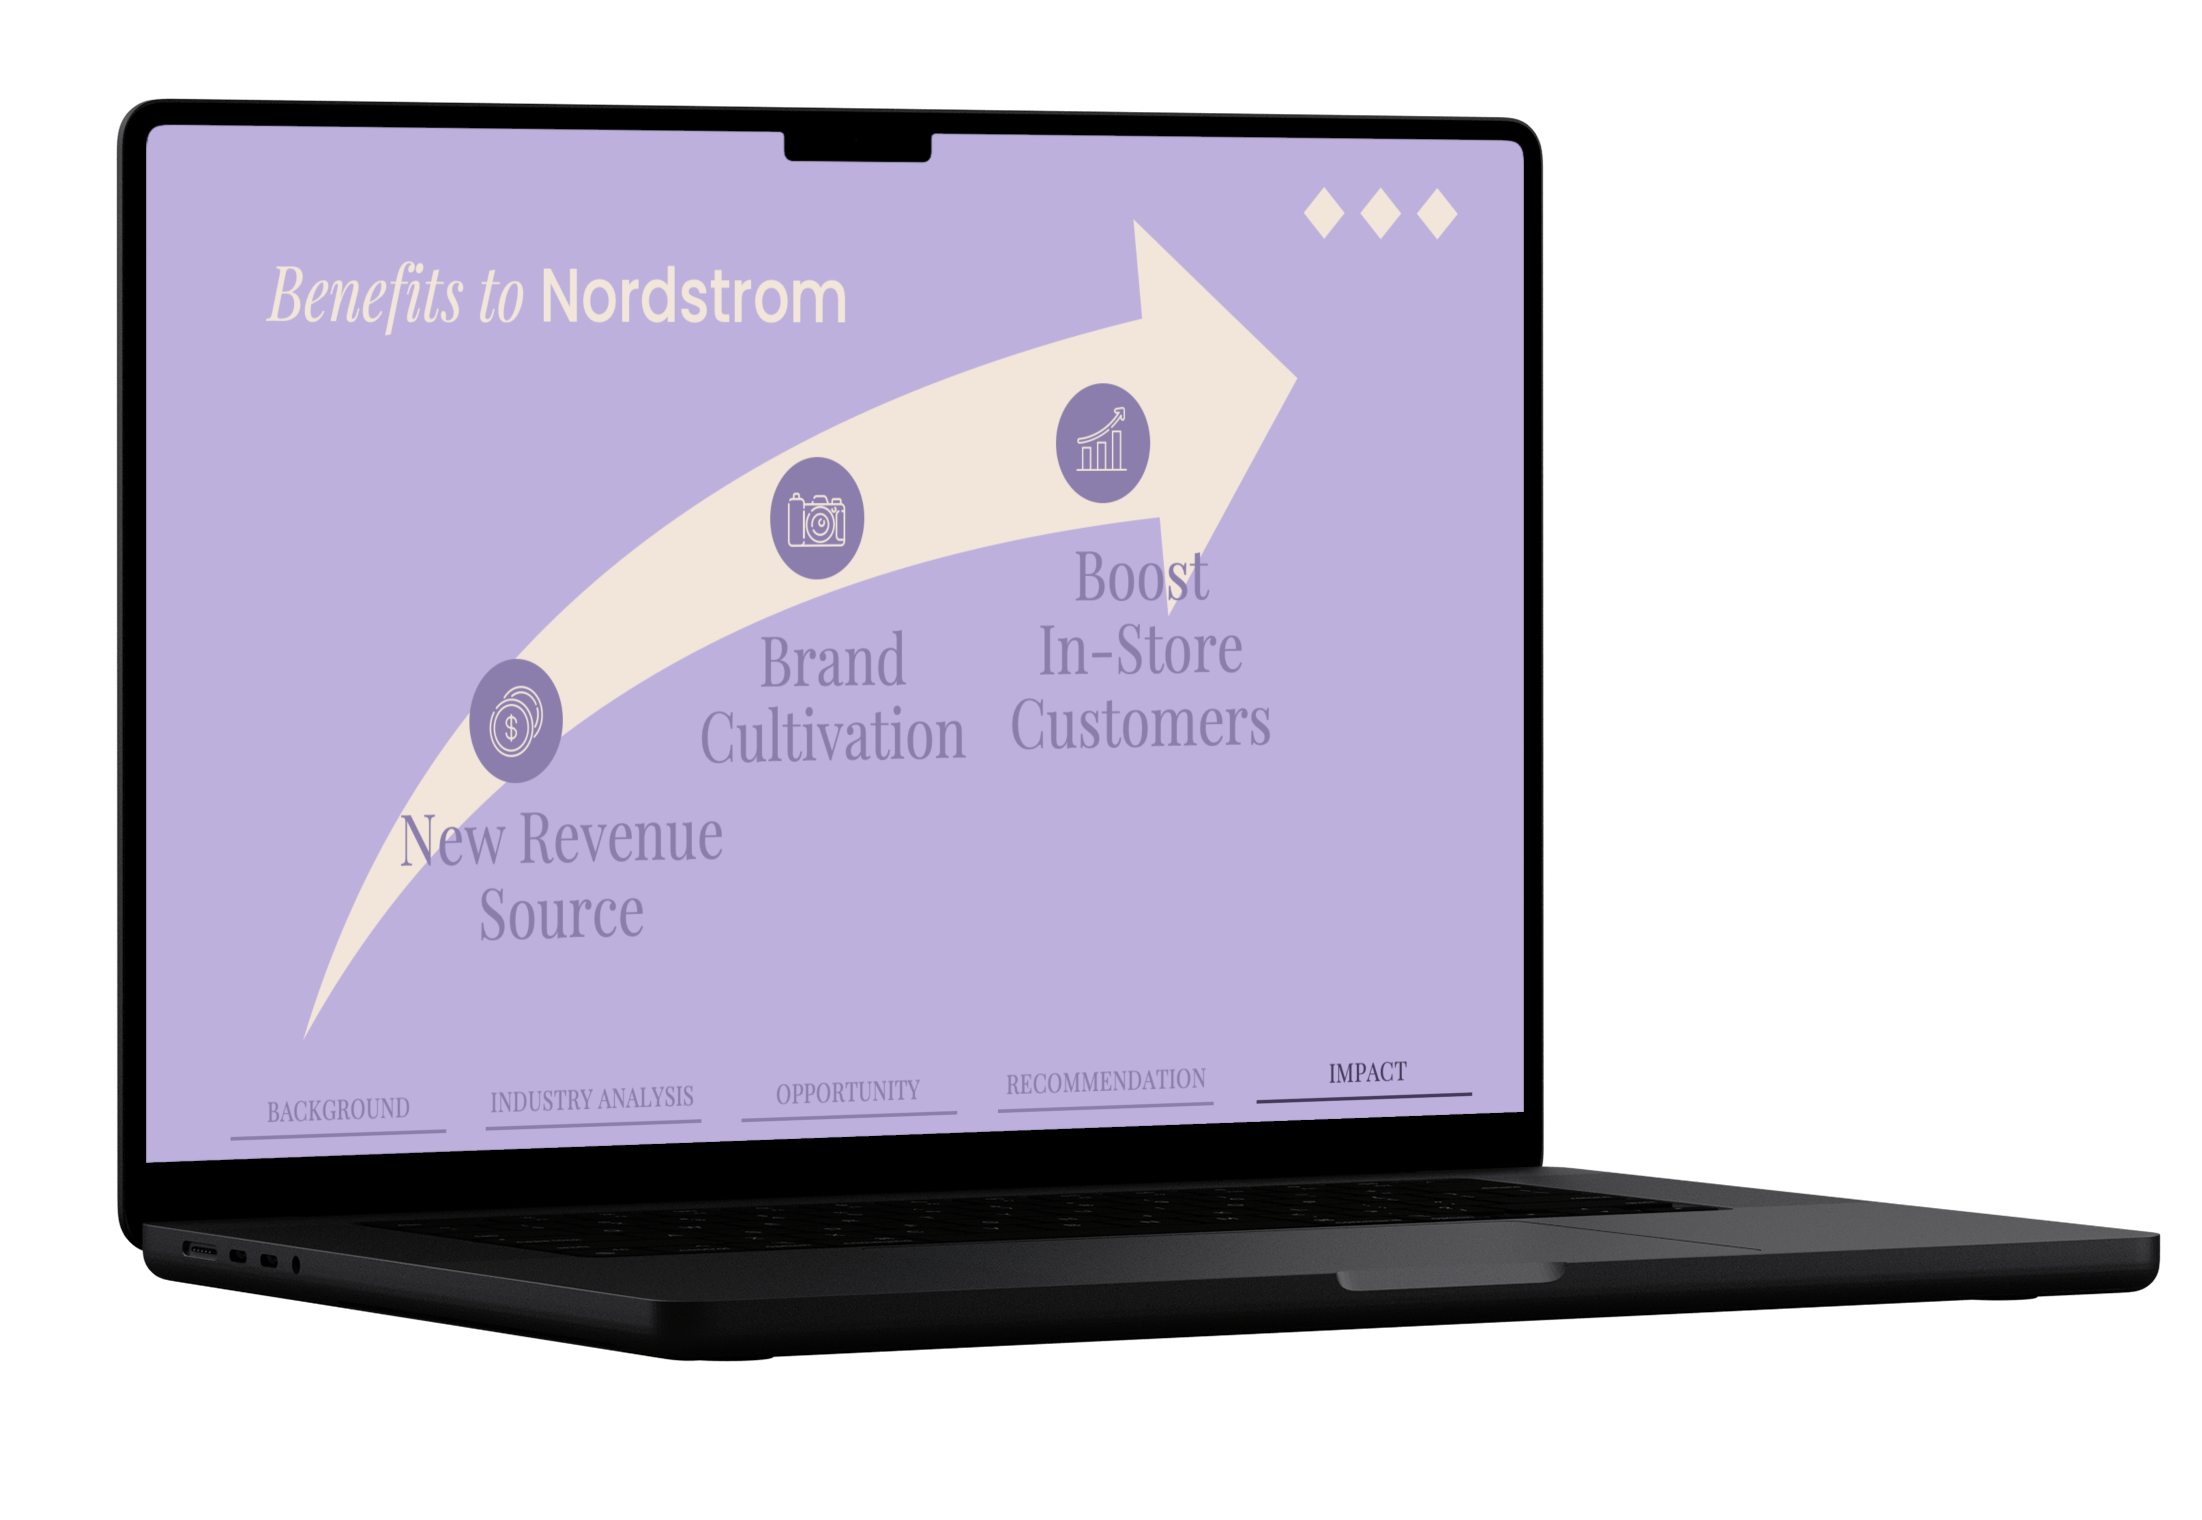 Benefits to Nordstrom
$
New Revenue
Source
Brand
Cultivation
Boost
In-Store
Customers
BACKGROUND
INDUSTRY ANALYSIS
OPPORTUNITY
RECOMMENDATION
IMPACT